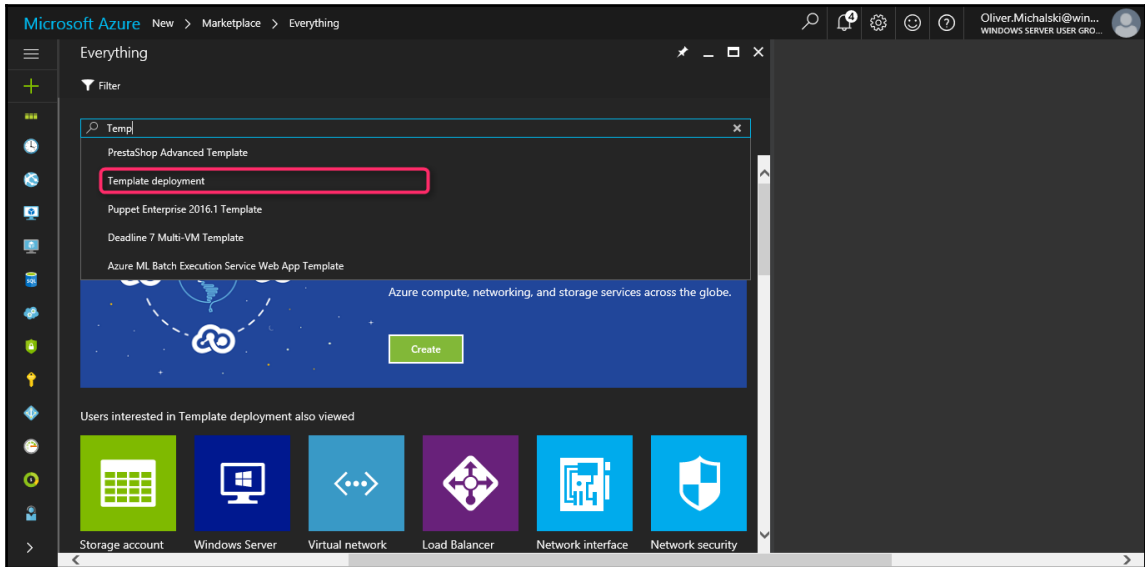 Microsoft Azure New > Marketplace > Everything
4
Oliver.Michalski@win...
WINDOWS SERVER USER GRO...
Everything
Filter
Temp
PrestaShop Advanced Template
Template deployment
Puppet Enterprise 2016.1 Template
Deadline 7 Multi-VM Template
Azure ML Batch Execution Service Web App Template
Azure compute, networking, and storage services across the globe.
Create
Users interested in Template deployment also viewed
SQL
Storage account Windows Server Virtual network Load Balancer Network interface Network security